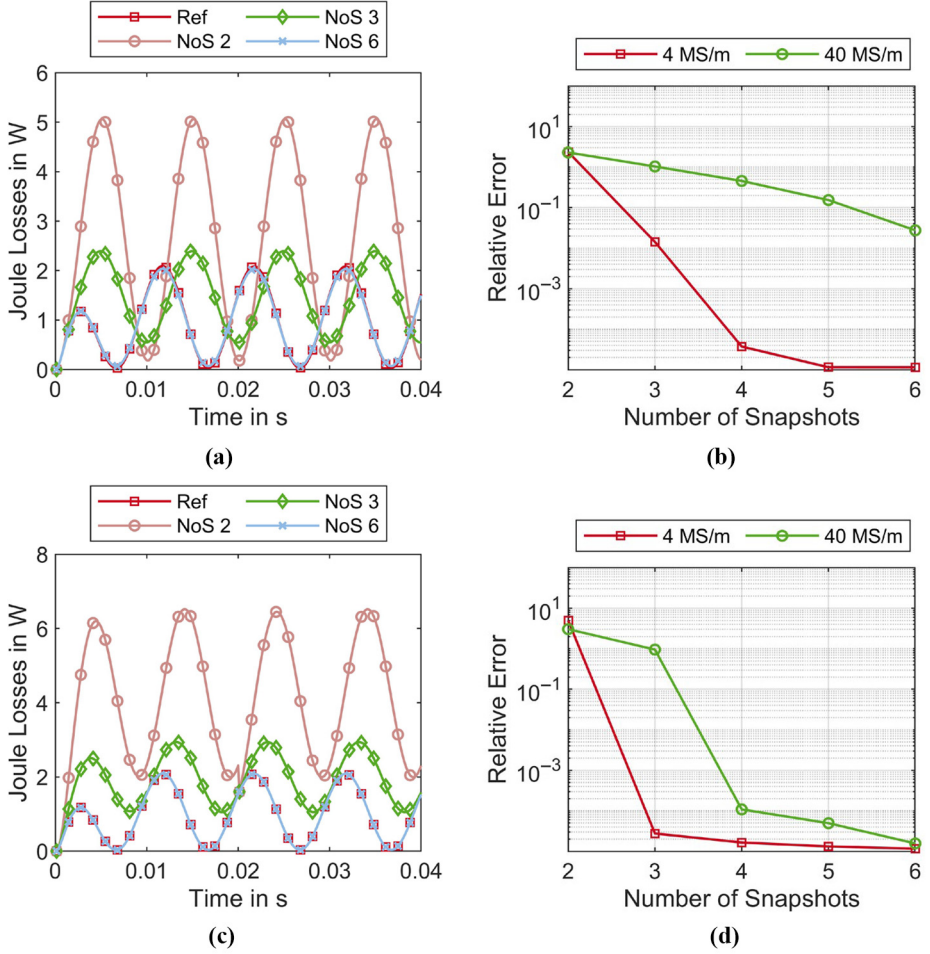 Ref NoS 3
NoS 2 NoS 6
4 MS/m 40 MS/m
Joule Losses in W
6
5
4
3
2
1
0
0 0.01 0.02 0.03 0.04
Time in s
(a)
Relative Error
10^1
10^-1
10^-3
2 3 4 5 6
Number of Snapshots
(b)
Ref NoS 3
NoS 2 NoS 6
4 MS/m 40 MS/m
Joule Losses in W
8
6
4
2
0
0 0.01 0.02 0.03 0.04
Time in s
(c)
Relative Error
10^1
10^-1
10^-3
2 3 4 5 6
Number of Snapshots
(d)